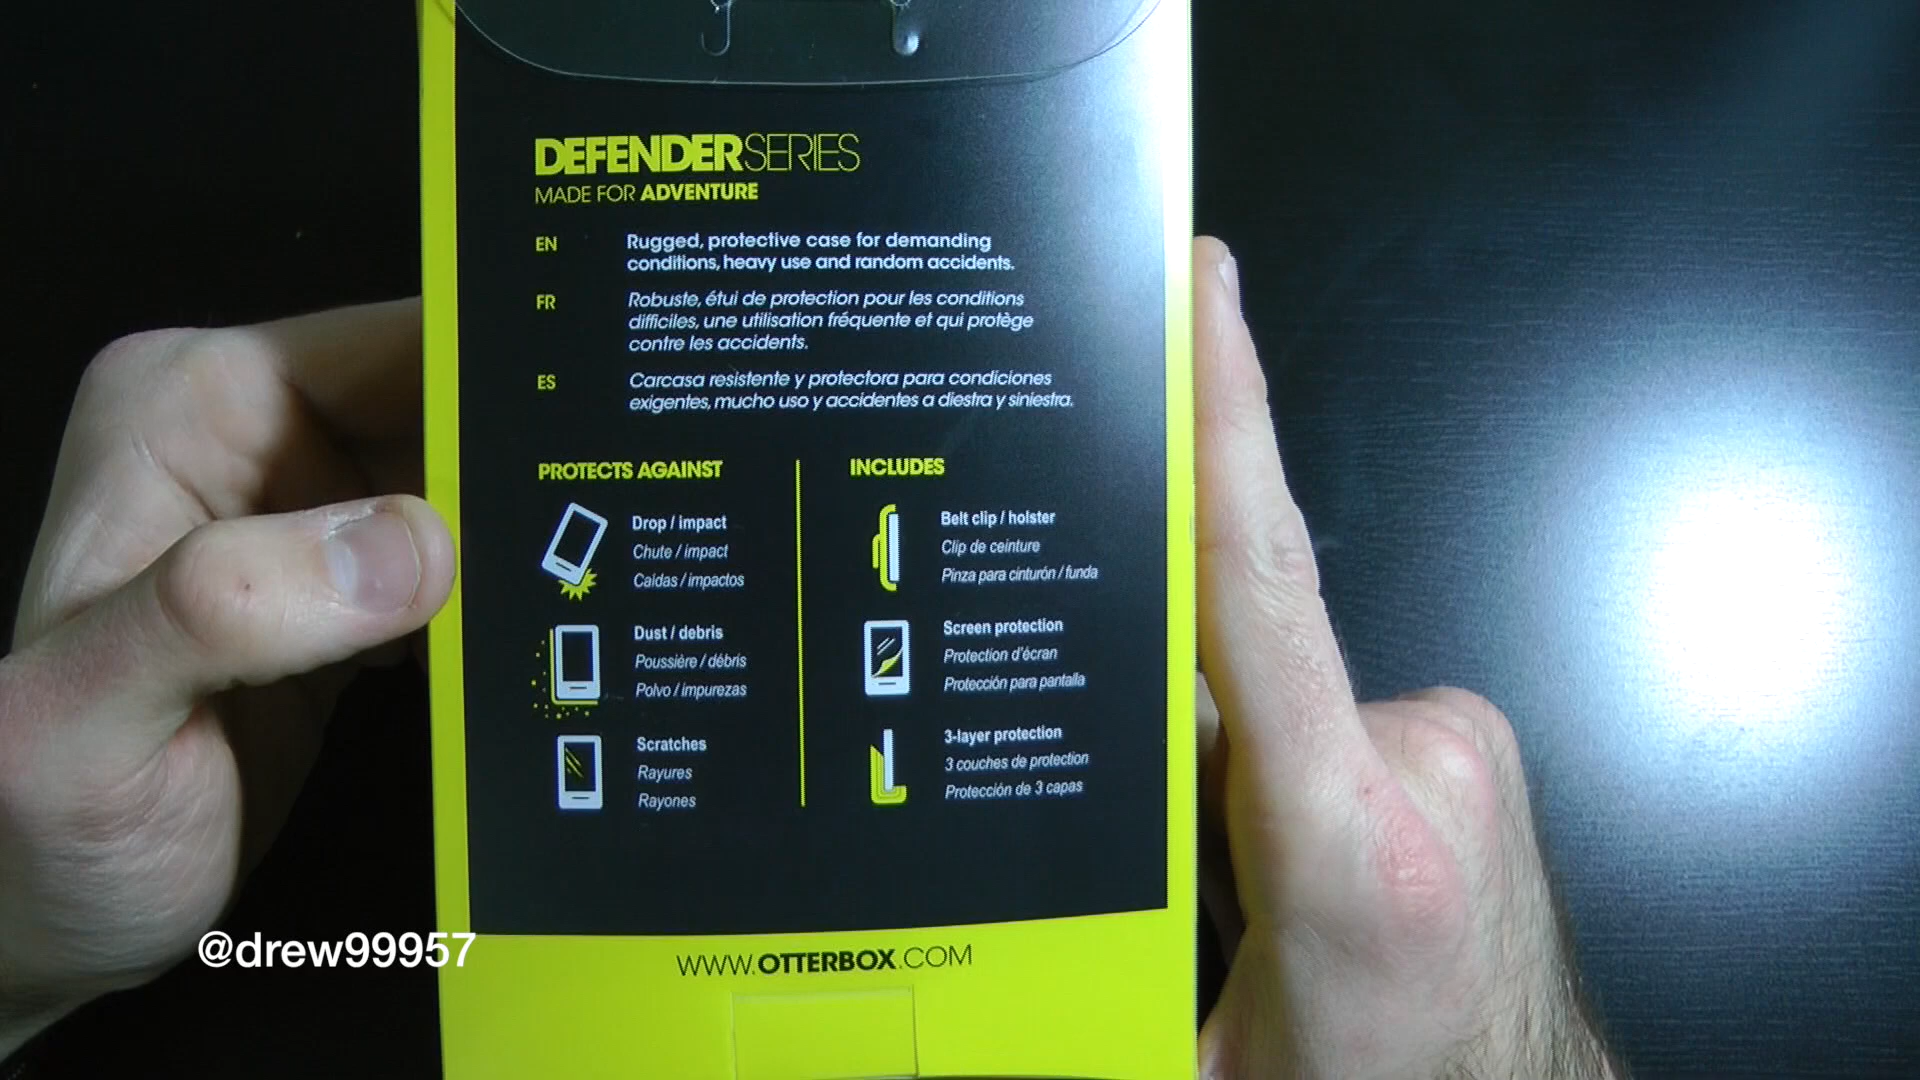 DEFENDERSERIES
MADE FOR ADVENTURE
EN
Rugged, protective case for demanding
conditions, heavy use and random accidents.
FR
Robuste, étui de protection pour les conditions
difficiles, une utilisation fréquente et qui protège
contre les accidents.
ES
Carcasa resistente y protectora para condiciones
exigentes, mucho uso y accidentes a diestra y siniestra.
PROTECTS AGAINST
Drop / impact
Chute / impact
Caidas / impactos
Dust / debris
Poussière / débris
Polvo / impurezas
Scratches
Rayures
Rayones
INCLUDES
Belt clip / holster
Clip de ceinture
Pinza para cinturón / funda
Screen protection
Protection d'écran
Protección para pantalla
3-layer protection
3 couches de protection
Protección de 3 capas
@drew99957
WWW.OTTERBOX.COM